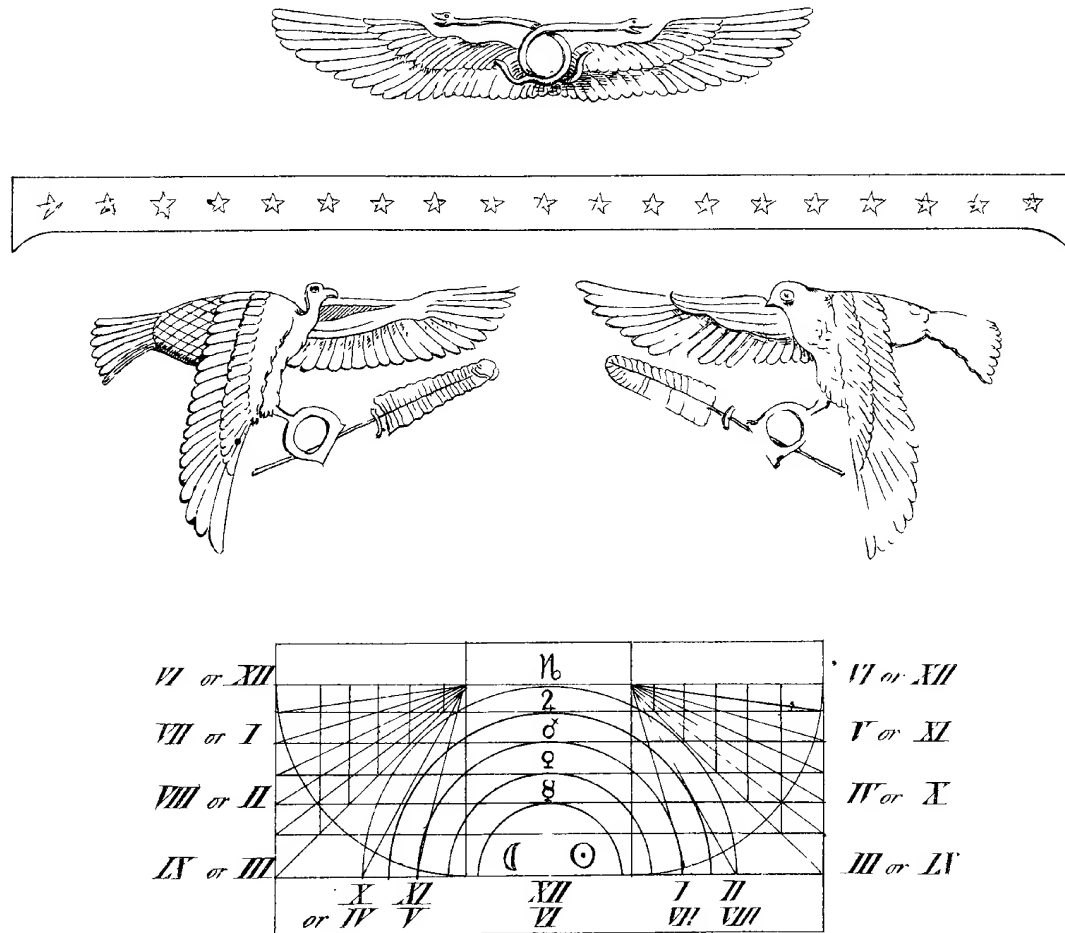 ♑
VI or XII VI or XII
♃
VII or I ♂ V or XI
♀
VIII or II ☿ IV or X
IX or III ☾ ☉ III or IX
X XI XII I II
or IV V VI VII VIII